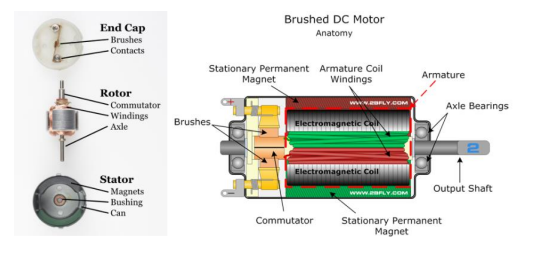 End Cap
Brushes
Contacts
Rotor
Commutator
Windings
Axle
Stator
Magnets
Bushing
Can
Brushed DC Motor
Anatomy
Stationary Permanent
Magnet
Armature Coil
Windings
Armature
WWW.2BFLY.COM
Axle Bearings
Brushes
Electromagnetic Coil
Electromagnetic Coil
2
Output Shaft
WWW.2BFLY.COM
Commutator
Stationary Permanent
Magnet
+
-